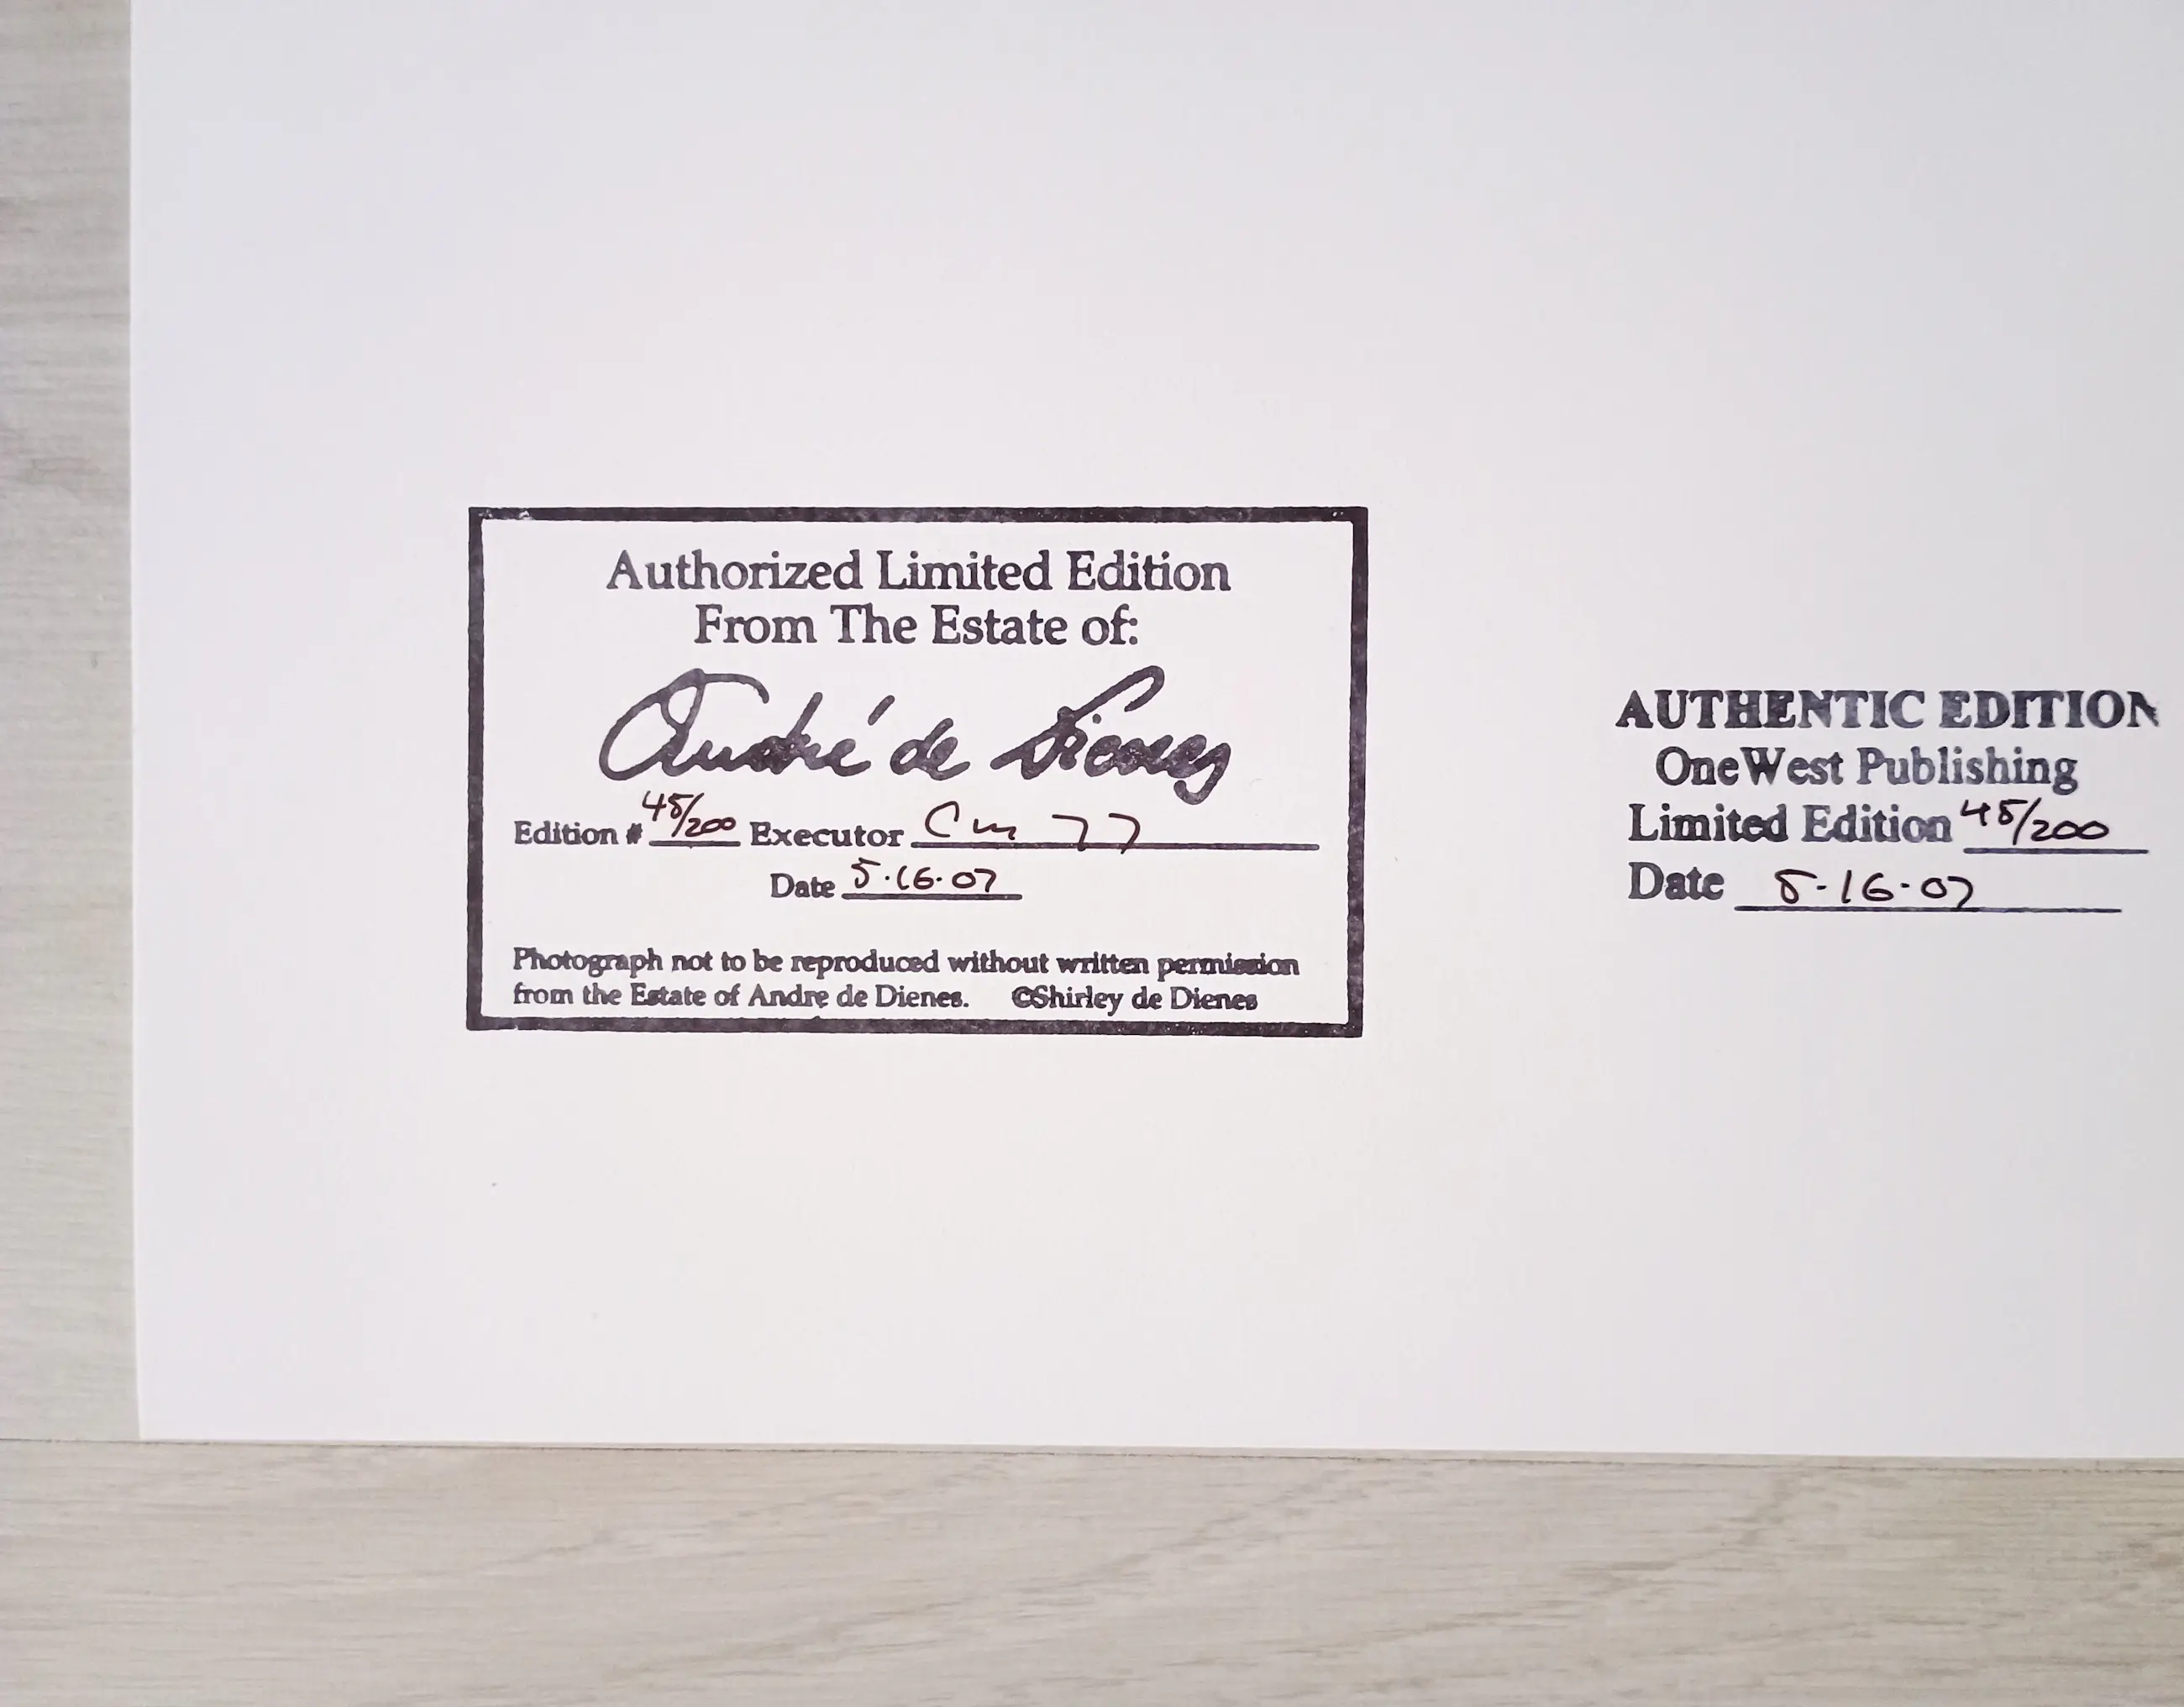 Authorized Limited Edition
From The Estate of:
André de Dienes
Edition # 45/200 Executor
Date 5·16·07
Photograph not to be reproduced without written permission
from the Estate of Andre de Dienes. ©Shirley de Dienes
AUTHENTIC EDITION
OneWest Publishing
Limited Edition 45/200
Date 5·16·07